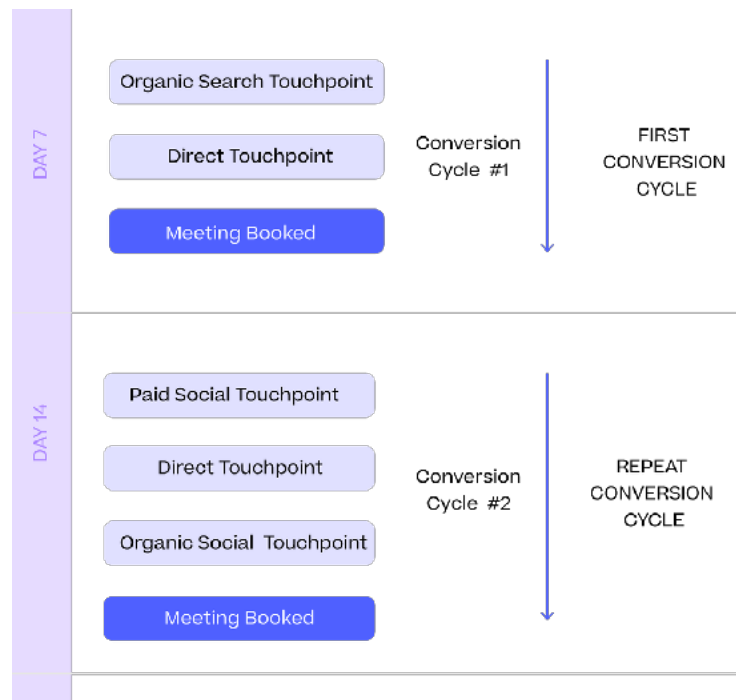 DAY 7
Organic Search Touchpoint
Direct Touchpoint
Meeting Booked
Conversion
Cycle #1
FIRST
CONVERSION
CYCLE
DAY 14
Paid Social Touchpoint
Direct Touchpoint
Organic Social Touchpoint
Meeting Booked
Conversion
Cycle #2
REPEAT
CONVERSION
CYCLE